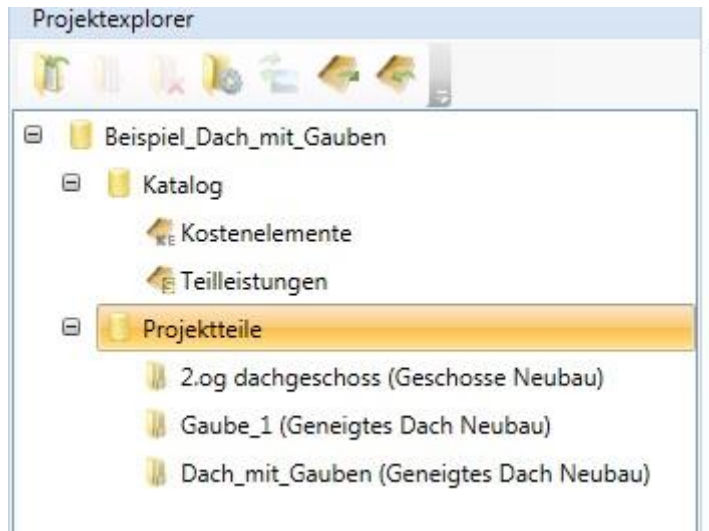 Projektexplorer
Beispiel_Dach_mit_Gauben
Katalog
Kostenelemente
Teilleistungen
Projektteile
2.og dachgeschoss (Geschosse Neubau)
Gaube_1 (Geneigtes Dach Neubau)
Dach_mit_Gauben (Geneigtes Dach Neubau)